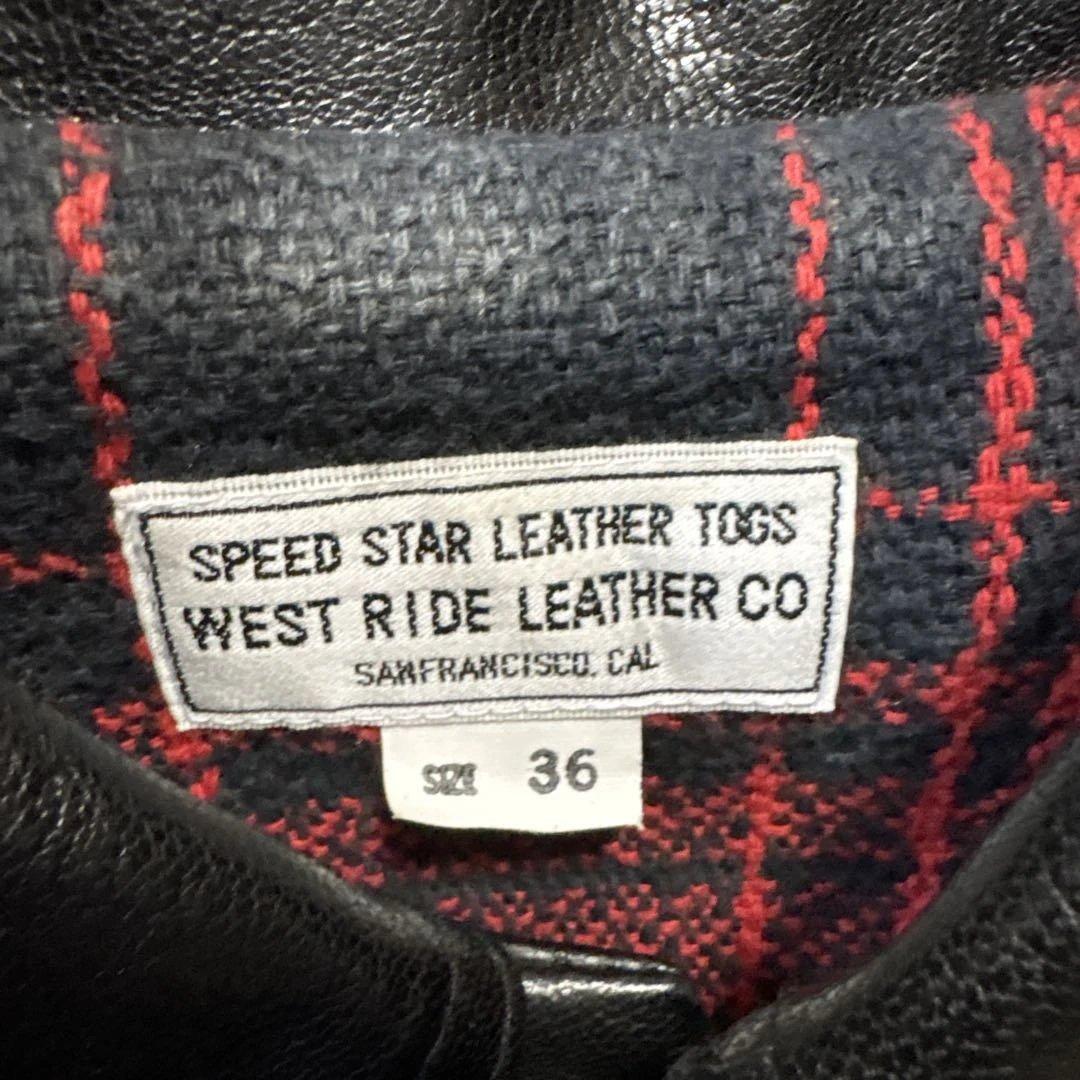 SPEED STAR LEATHER TOGS
WEST RIDE LEATHER CO
SANFRANCISCO. CAL
SIZE 36